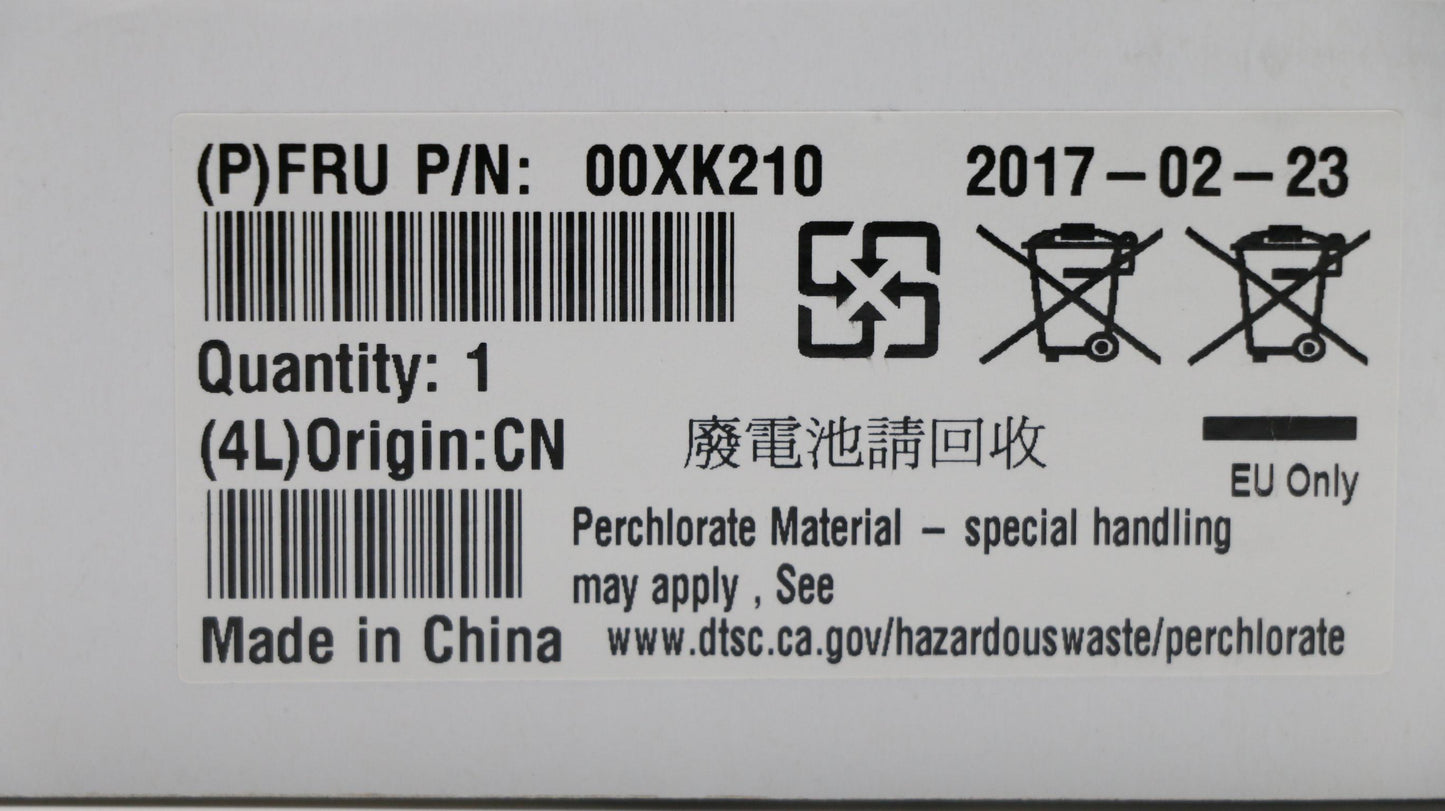 (P)FRU P/N: 00XK210 2017-02-23
Quantity: 1
(4L)Origin:CN
廢電池請回收
EU Only
Perchlorate Material – special handling
may apply , See
www.dtsc.ca.gov/hazardouswaste/perchlorate
Made in China